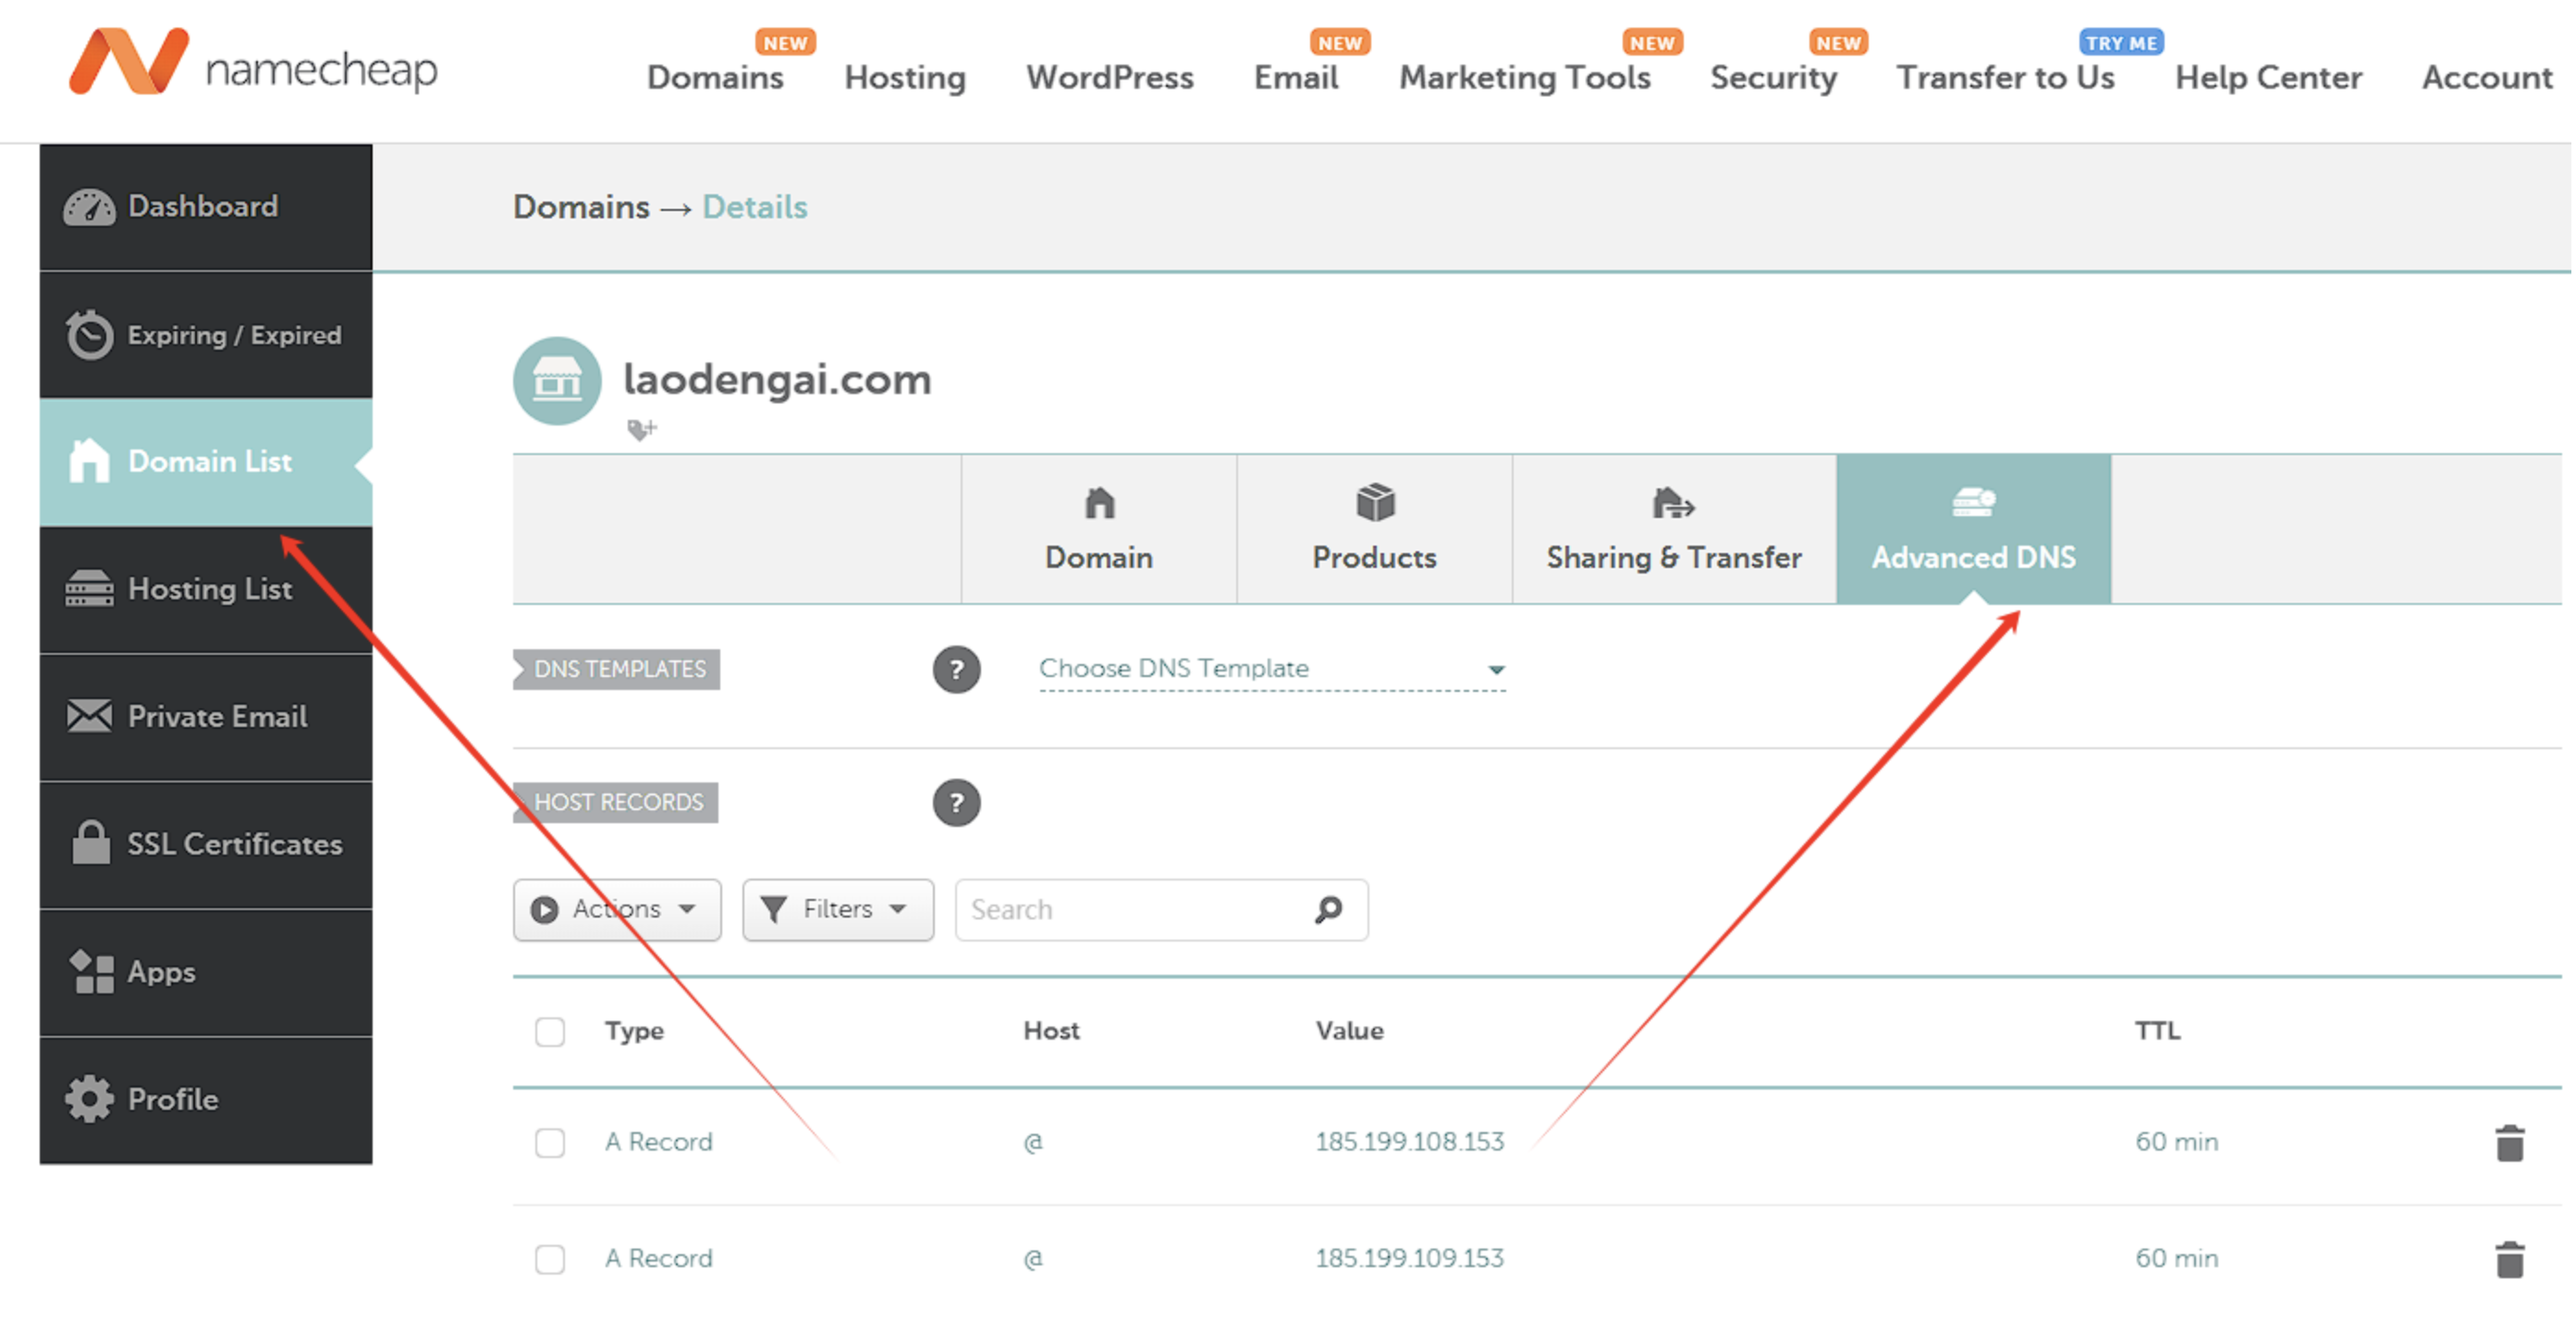 namecheap
NEW NEW NEW NEW TRY ME
Domains Hosting WordPress Email Marketing Tools Security Transfer to Us Help Center Account
Dashboard
Expiring / Expired
Domain List
Hosting List
Private Email
SSL Certificates
Apps
Profile
Domains → Details
laodengai.com
Domain Products Sharing & Transfer Advanced DNS
DNS TEMPLATES ? Choose DNS Template
HOST RECORDS ?
Actions Filters Search
Type Host Value TTL
A Record @ 185.199.108.153 60 min
A Record @ 185.199.109.153 60 min